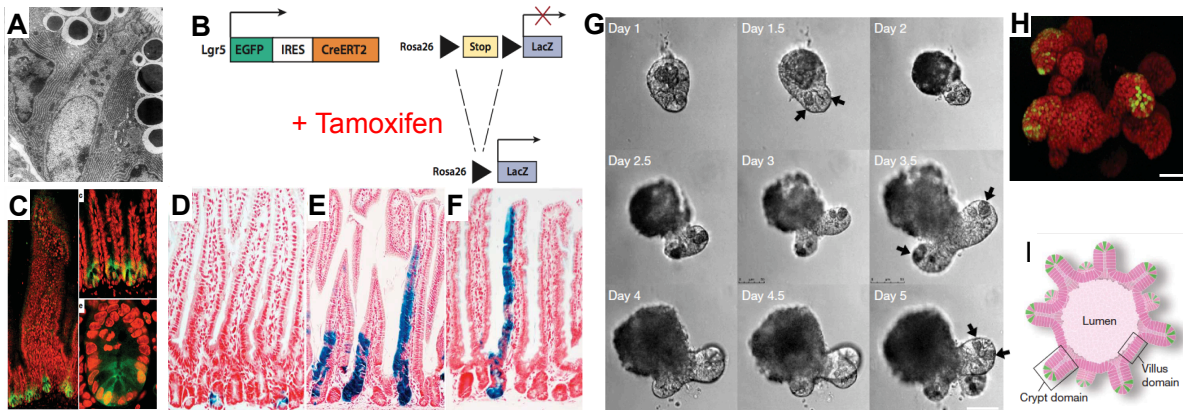 A
B
Lgr5
EGFP
IRES
CreERT2
Rosa26
Stop
LacZ
+ Tamoxifen
Rosa26
LacZ
C
c
e
D
E
F
G
Day 1
Day 1.5
Day 2
Day 2.5
Day 3
Day 3.5
Day 4
Day 4.5
Day 5
H
I
Lumen
Villus
domain
Crypt domain